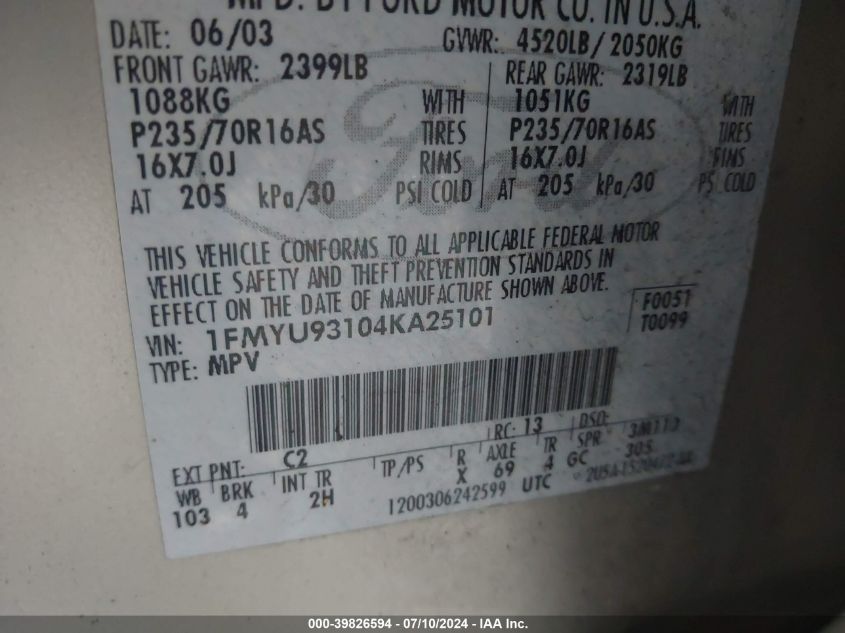 MFD. BY FORD MOTOR CO. IN U.S.A.
DATE: 06/03 GVWR: 4520LB/2050KG
FRONT GAWR: 2399LB REAR GAWR: 2319LB
1088KG WITH 1051KG WITH
P235/70R16AS TIRES P235/70R16AS TIRES
16X7.0J RIMS 16X7.0J RIMS
AT 205 kPa/30 PSI COLD AT 205 kPa/30 PSI COLD
Ford
THIS VEHICLE CONFORMS TO ALL APPLICABLE FEDERAL MOTOR
VEHICLE SAFETY AND THEFT PREVENTION STANDARDS IN
EFFECT ON THE DATE OF MANUFACTURE SHOWN ABOVE.
VIN: 1FMYU93104KA25101 F0051
TYPE: MPV T0099
EXT PNT: C2 RC: 13 DSO:
WB BRK INT TR TP/PS R AXLE TR SPR
103 4 2H X 69 4 GC 305
1200306242599 UTC
000-39826594 - 07/10/2024 - IAA Inc.